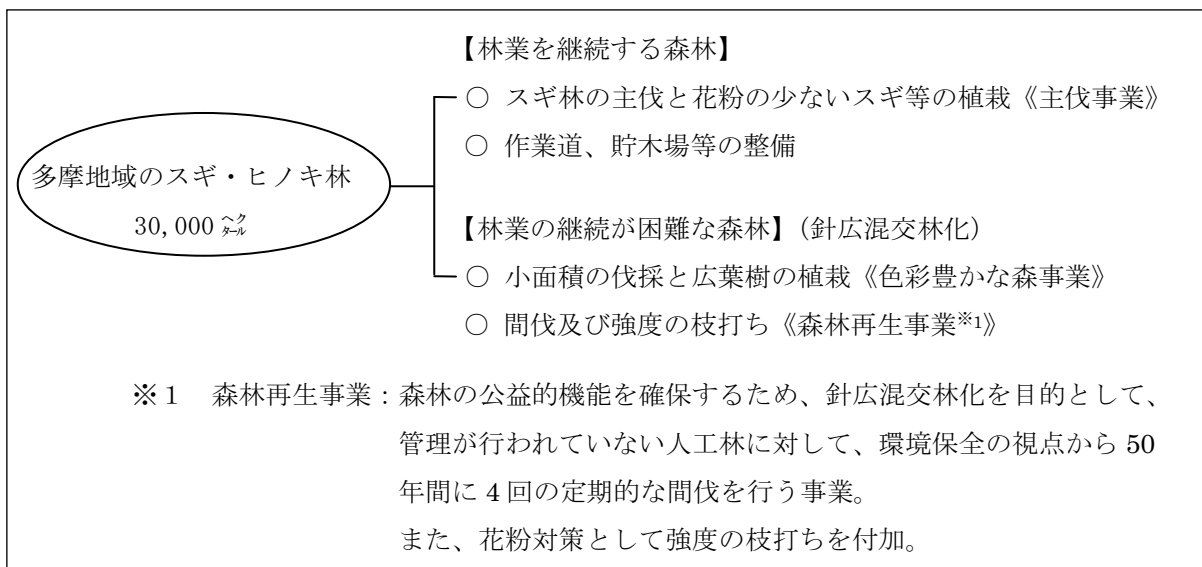 【林業を継続する森林】
○ スギ林の主伐と花粉の少ないスギ等の植栽《主伐事業》
○ 作業道、貯木場等の整備
多摩地域のスギ・ヒノキ林
30,000 ヘクタール
【林業の継続が困難な森林】（針広混交林化）
○ 小面積の伐採と広葉樹の植栽《色彩豊かな森事業》
○ 間伐及び強度の枝打ち《森林再生事業※1》
※１ 森林再生事業：森林の公益的機能を確保するため、針広混交林化を目的として、
管理が行われていない人工林に対して、環境保全の視点から 50
年間に 4 回の定期的な間伐を行う事業。
また、花粉対策として強度の枝打ちを付加。